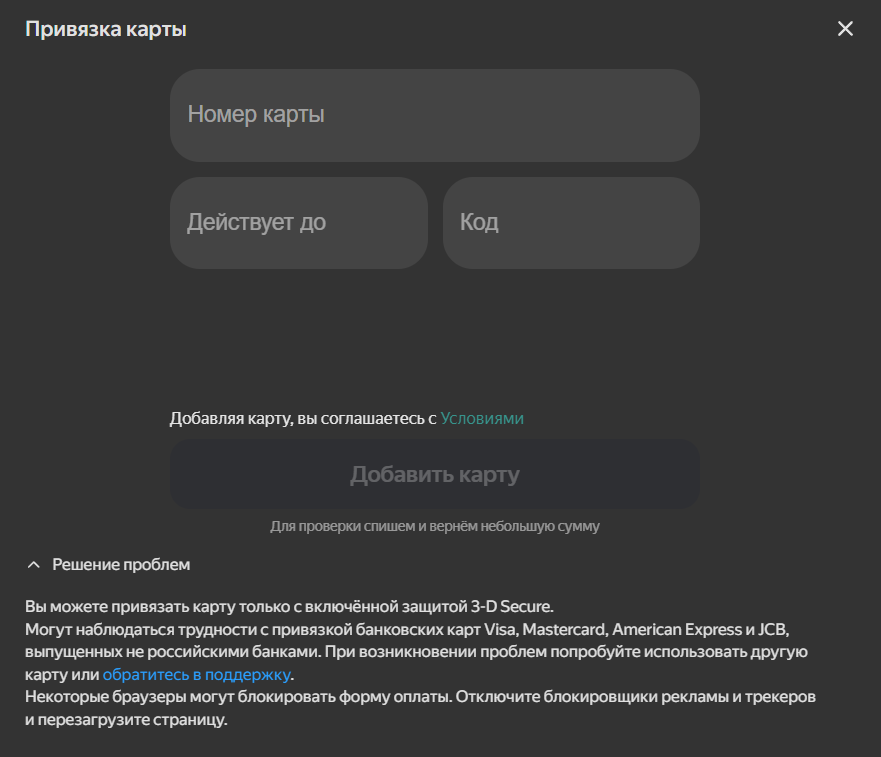 Привязка карты
Номер карты
Действует до
Код
Добавляя карту, вы соглашаетесь с Условиями
Добавить карту
Для проверки спишем и вернём небольшую сумму
Решение проблем
Вы можете привязать карту только с включённой защитой 3-D Secure.
Могут наблюдаться трудности с привязкой банковских карт Visa, Mastercard, American Express и JCB,
выпущенных не российскими банками. При возникновении проблем попробуйте использовать другую
карту или обратитесь в поддержку.
Некоторые браузеры могут блокировать форму оплаты. Отключите блокировщики рекламы и трекеров
и перезагрузите страницу.